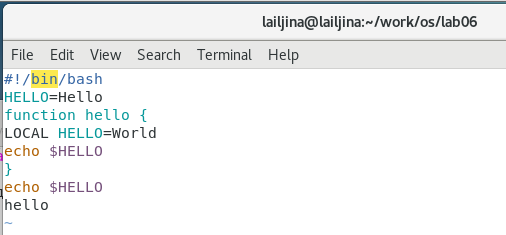 lailjina@lailjina:~/work/os/lab06
File Edit View Search Terminal Help
#!/bin/bash
HELLO=Hello
function hello {
LOCAL HELLO=World
echo $HELLO
}
echo $HELLO
hello
~